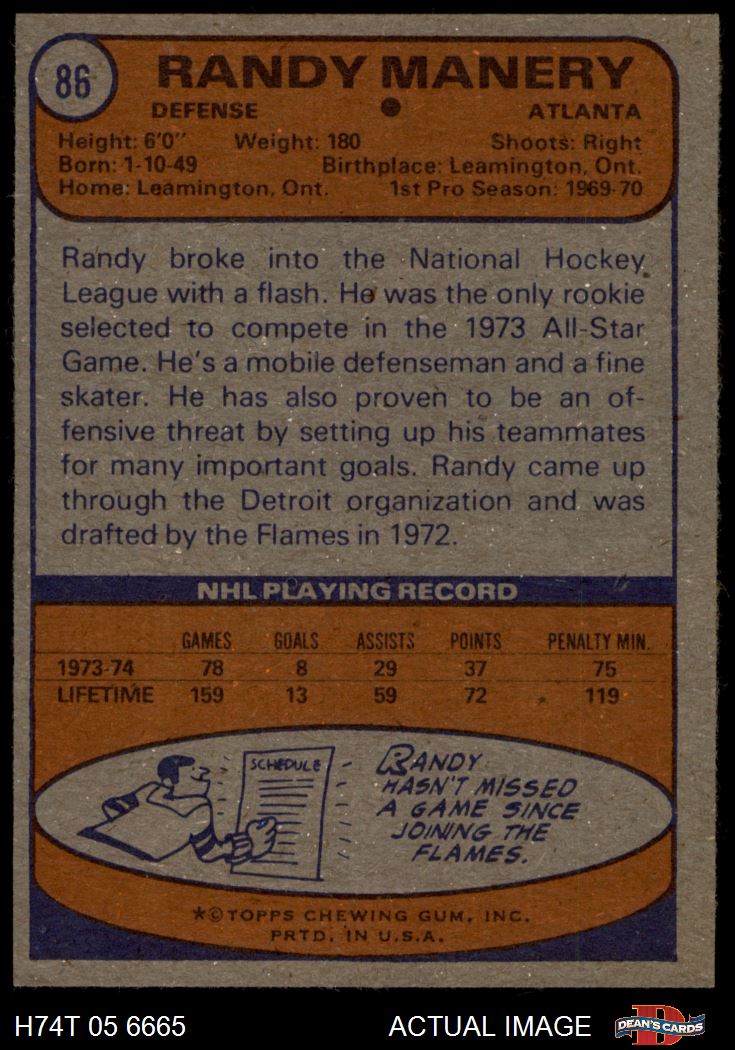 86
RANDY MANERY
DEFENSE ATLANTA
Height: 6'0" Weight: 180 Shoots: Right
Born: 1-10-49 Birthplace: Leamington, Ont.
Home: Leamington, Ont. 1st Pro Season: 1969-70
Randy broke into the National Hockey
League with a flash. He was the only rookie
selected to compete in the 1973 All-Star
Game. He's a mobile defenseman and a fine
skater. He has also proven to be an of-
fensive threat by setting up his teammates
for many important goals. Randy came up
through the Detroit organization and was
drafted by the Flames in 1972.
NHL PLAYING RECORD
GAMES GOALS ASSISTS POINTS PENALTY MIN.
1973-74 78 8 29 37 75
LIFETIME 159 13 59 72 119
SCHEDULE
RANDY
HASN'T MISSED
A GAME SINCE
JOINING THE
FLAMES.
*©TOPPS CHEWING GUM, INC.
PRTD. IN U.S.A.
H74T 05 6665 ACTUAL IMAGE D DEAN'S CARDS